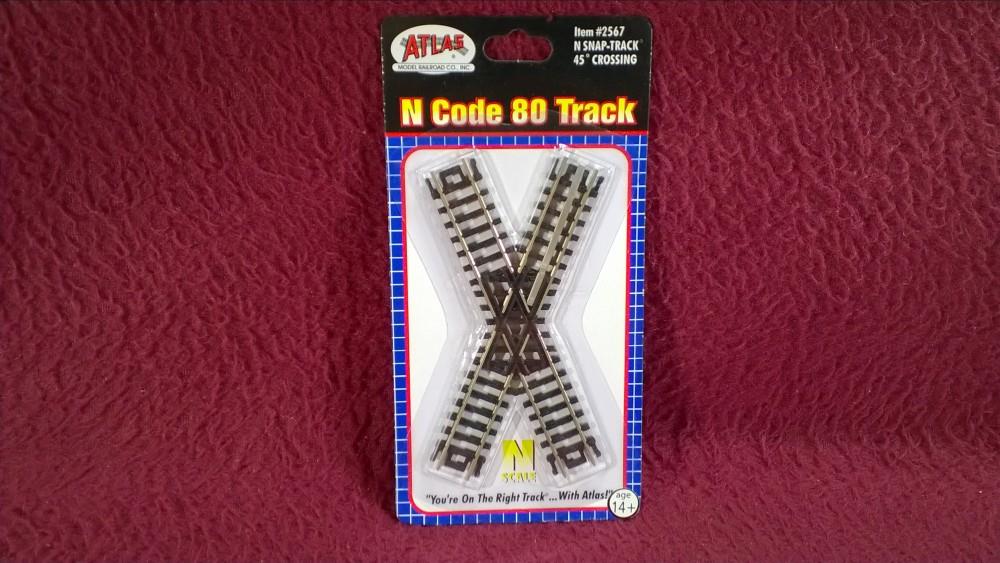 ATLAS
MODEL RAILROAD CO., INC.
Item #2567
N SNAP-TRACK®
45° CROSSING
N Code 80 Track
N
SCALE
"You're On The Right Track®...With Atlas!"
age
14+